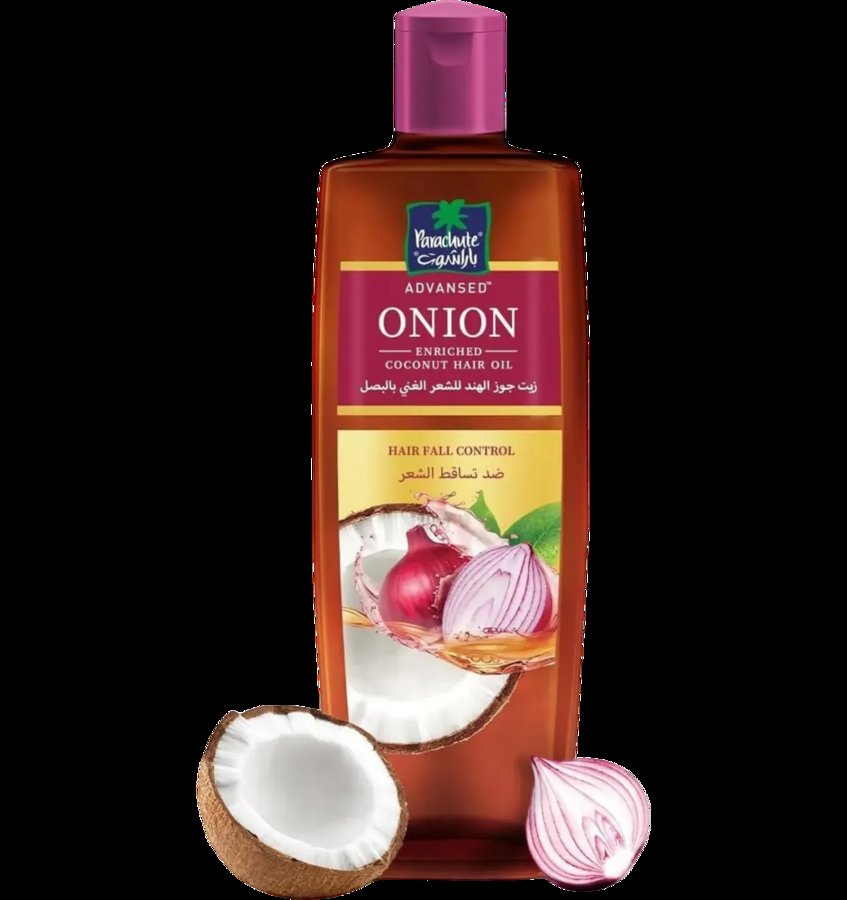 Parachute®
®باراشوت
ADVANSED™
ONION
ENRICHED
COCONUT HAIR OIL
زيت جوز الهند للشعر الغني بالبصل
HAIR FALL CONTROL
ضد تساقط الشعر